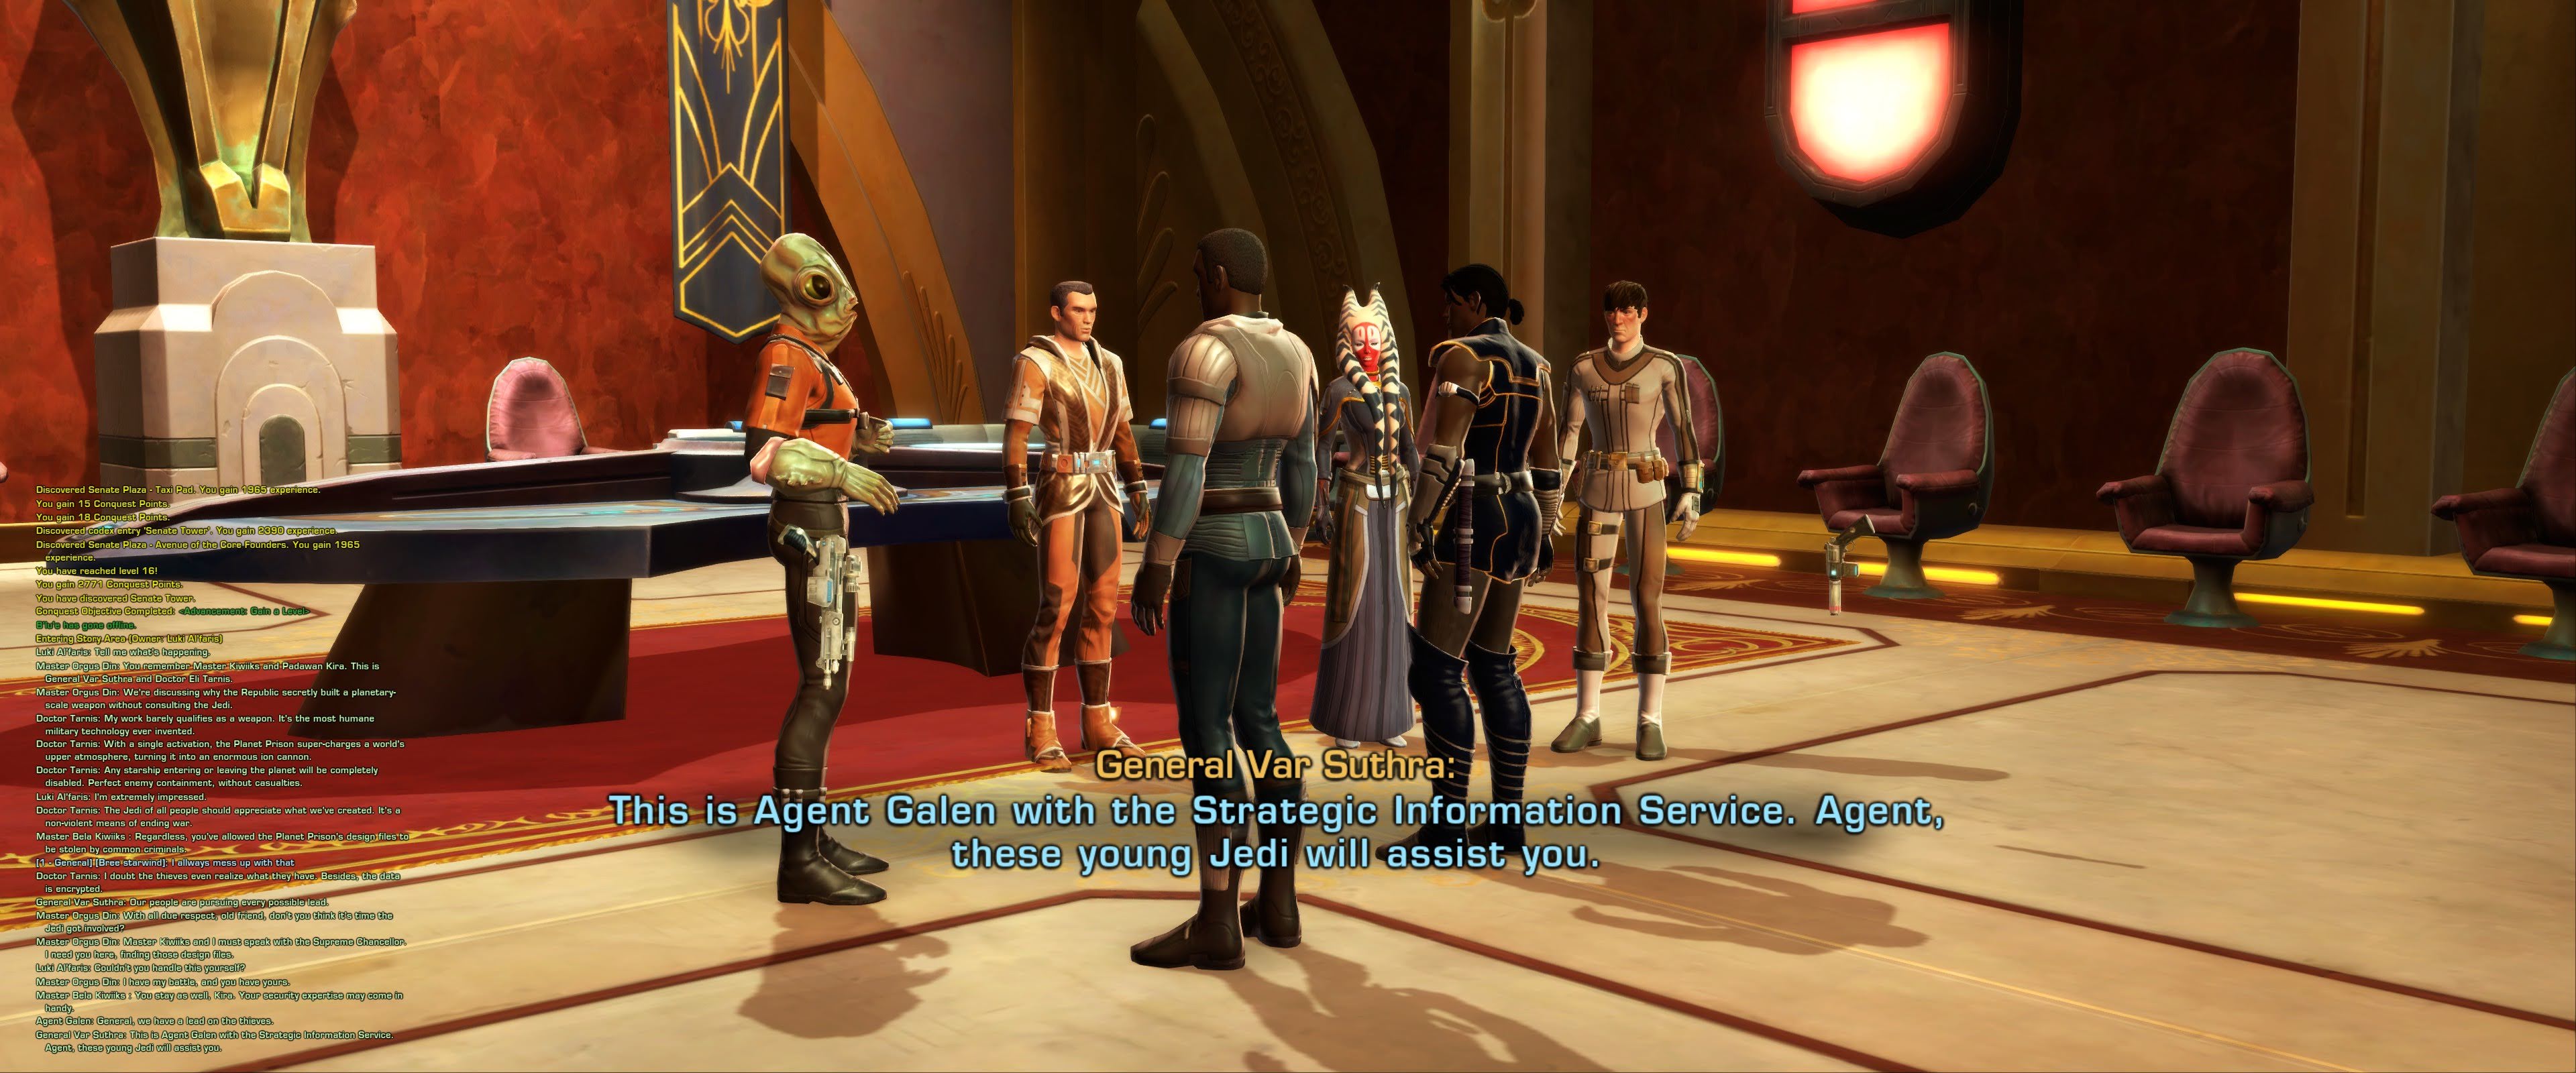 Discovered Senate Plaza - Taxi Pad. You gain 1965 experience.
You gain 15 Conquest Points.
You gain 18 Conquest Points.
Discovered codex entry 'Senate Tower'. You gain 2390 experience.
Discovered Senate Plaza - Avenue of the Core Founders. You gain 1965
experience.
You have reached level 16!
You gain 2771 Conquest Points.
You have discovered Senate Tower.
Conquest Objective Completed: <Advancement: Gain a Level>
B'lu'e has gone offline.
Entering Story Area (Owner: Luki Al'faris)
Luki Al'faris: Tell me what's happening.
Master Orgus Din: You remember Master Kiwiiks and Padawan Kira. This is
General Var Suthra and Doctor Eli Tarnis.
Master Orgus Din: We're discussing why the Republic secretly built a planetary-
scale weapon without consulting the Jedi.
Doctor Tarnis: My work barely qualifies as a weapon. It's the most humane
military technology ever invented.
Doctor Tarnis: With a single activation, the Planet Prison super-charges a world's
upper atmosphere, turning it into an enormous ion cannon.
Doctor Tarnis: Any starship entering or leaving the planet will be completely
disabled. Perfect enemy containment, without casualties.
Luki Al'faris: I'm extremely impressed.
Doctor Tarnis: The Jedi of all people should appreciate what we've created. It's a
non-violent means of ending war.
Master Bela Kiwiiks : Regardless, you've allowed the Planet Prison's design files to
be stolen by common criminals.
[1 - General] [Bree-starwind]: I allways mess up with that
Doctor Tarnis: I doubt the thieves even realize what they have. Besides, the data
is encrypted.
General Var Suthra: Our people are pursuing every possible lead.
Master Orgus Din: With all due respect, old friend, don't you think it's time the
Jedi got involved?
Master Orgus Din: Master Kiwiiks and I must speak with the Supreme Chancellor.
I need you here, finding those design files.
Luki Al'faris: Couldn't you handle this yourself?
Master Orgus Din: I have my battle, and you have yours.
Master Bela Kiwiiks : You stay as well, Kira. Your security expertise may come in
handy.
Agent Galen: General, we have a lead on the thieves.
General Var Suthra: This is Agent Galen with the Strategic Information Service.
Agent, these young Jedi will assist you.
General Var Suthra:
This is Agent Galen with the Strategic Information Service. Agent,
these young Jedi will assist you.